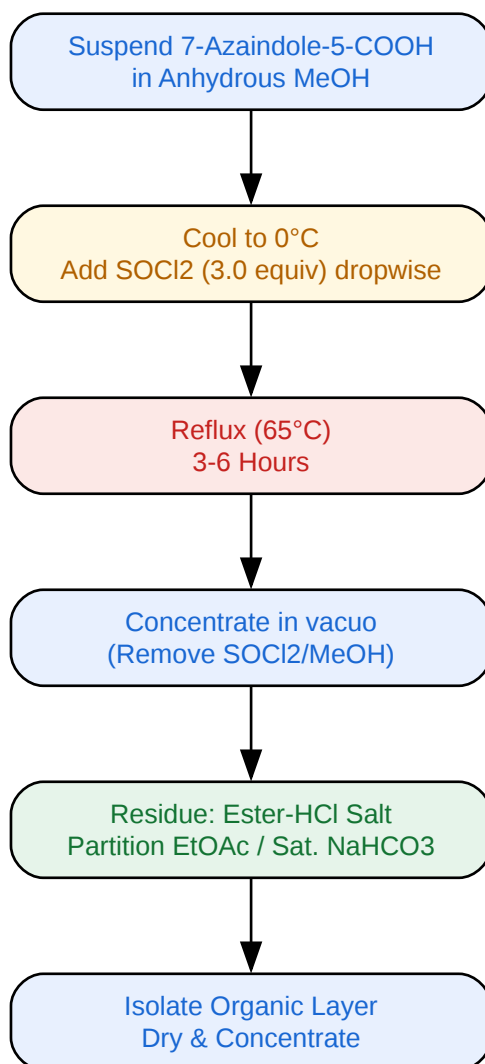 Suspend 7-Azaindole-5-COOH
in Anhydrous MeOH
Cool to 0°C
Add SOCl2 (3.0 equiv) dropwise
Reflux (65°C)
3-6 Hours
Concentrate in vacuo
(Remove SOCl2/MeOH)
Residue: Ester-HCl Salt
Partition EtOAc / Sat. NaHCO3
Isolate Organic Layer
Dry & Concentrate